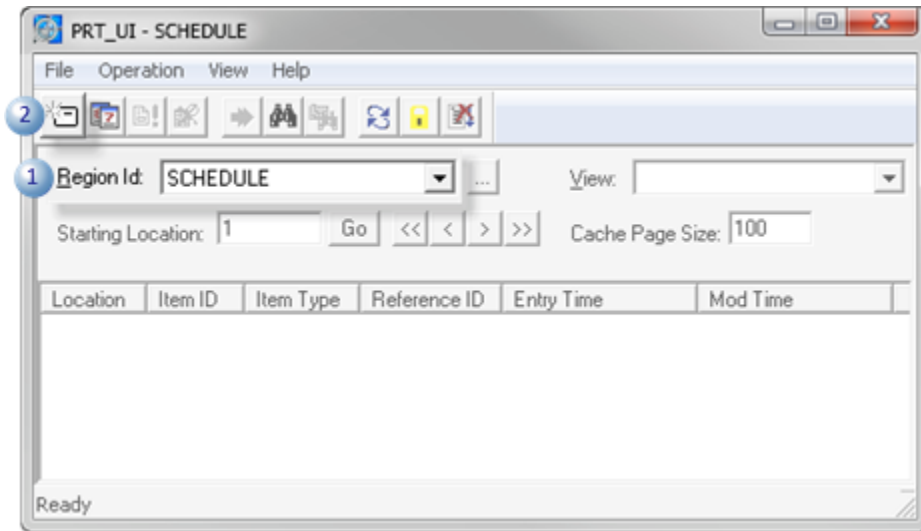 PRT_UI - SCHEDULE
File Operation View Help
2
1 Region Id: SCHEDULE ... View:
Starting Location: 1 Go << < > >> Cache Page Size: 100
Location Item ID Item Type Reference ID Entry Time Mod Time
Ready